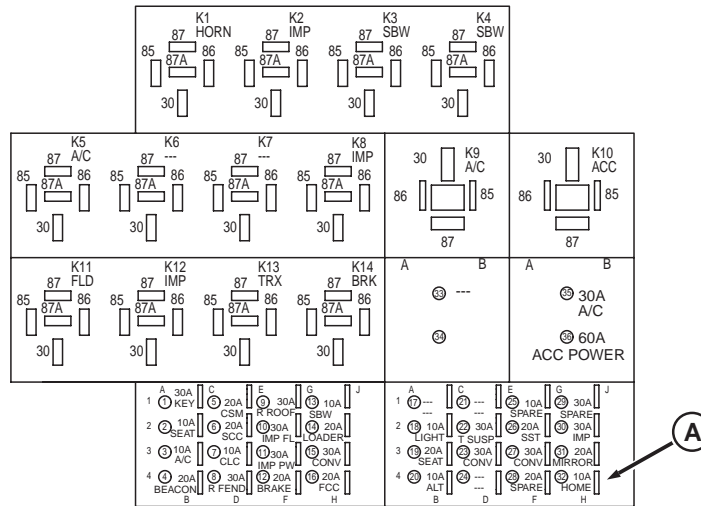 K1 HORN K2 IMP K3 SBW K4 SBW
87 87 87 87
85 87A 86 85 87A 86 85 87A 86 85 87A 86
30 30 30 30
K5 A/C K6 --- K7 --- K8 IMP K9 A/C K10 ACC
87 87 87 87 30 30
85 87A 86 85 87A 86 85 87A 86 85 87A 86 86 85 86 85
30 30 30 30 87 87
K11 FLD K12 IMP K13 TRX K14 BRK A B A B
87 87 87 87 33 --- 35 30A A/C
85 87A 86 85 87A 86 85 87A 86 85 87A 86
30 30 30 30 34 36 60A ACC POWER
A C E G J A C E G J
1 1 30A KEY 5 20A CSM 9 30A R ROOF 13 10A SBW 1 17 --- --- 21 --- --- 25 10A SPARE 29 30A SPARE
2 2 10A SEAT 6 20A SCC 10 30A IMP FL 14 20A LOADER 2 18 10A LIGHT 22 30A T SUSP 26 20A SST 30 30A IMP
3 3 10A A/C 7 10A CLC 11 30A IMP PW 15 30A CONV 3 19 20A SEAT 23 30A CONV 27 30A CONV 31 20A MIRROR
4 4 20A BEACON 8 30A R FEND 12 20A BRAKE 16 20A FCC 4 20 10A ALT 24 --- --- 28 20A SPARE 32 10A HOME
B D F H B D F H
A